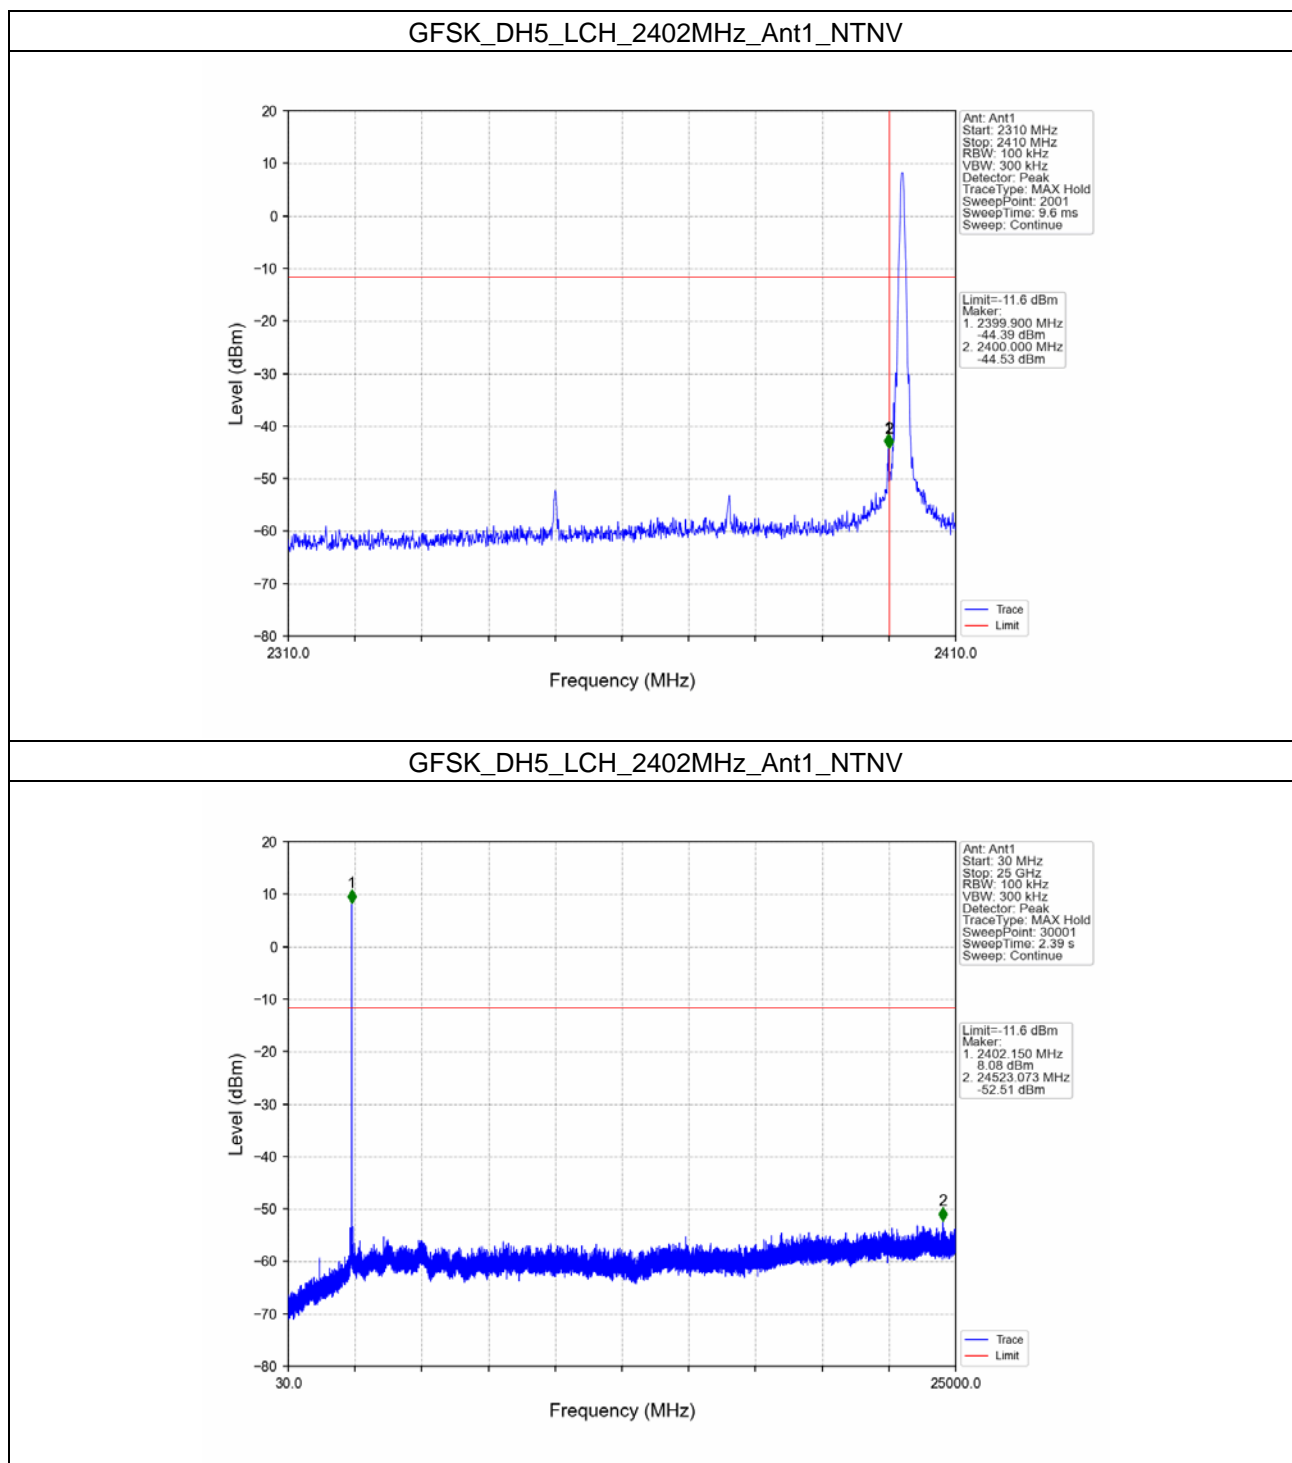 GFSK_DH5_LCH_2402MHz_Ant1_NTNV
20
10
0
−10
−20
−30
−40
−50
−60
−70
−80
Level (dBm)
2310.0
2410.0
Frequency (MHz)
2
Ant: Ant1
Start: 2310 MHz
Stop: 2410 MHz
RBW: 100 kHz
VBW: 300 kHz
Detector: Peak
TraceType: MAX Hold
SweepPoint: 2001
SweepTime: 9.6 ms
Sweep: Continue
Limit=-11.6 dBm
Maker:
1. 2399.900 MHz
-44.39 dBm
2. 2400.000 MHz
-44.53 dBm
Trace
Limit
GFSK_DH5_LCH_2402MHz_Ant1_NTNV
20
10
0
−10
−20
−30
−40
−50
−60
−70
−80
Level (dBm)
30.0
25000.0
Frequency (MHz)
1
2
Ant: Ant1
Start: 30 MHz
Stop: 25 GHz
RBW: 100 kHz
VBW: 300 kHz
Detector: Peak
TraceType: MAX Hold
SweepPoint: 30001
SweepTime: 2.39 s
Sweep: Continue
Limit=-11.6 dBm
Maker:
1. 2402.150 MHz
8.08 dBm
2. 24523.073 MHz
-52.51 dBm
Trace
Limit